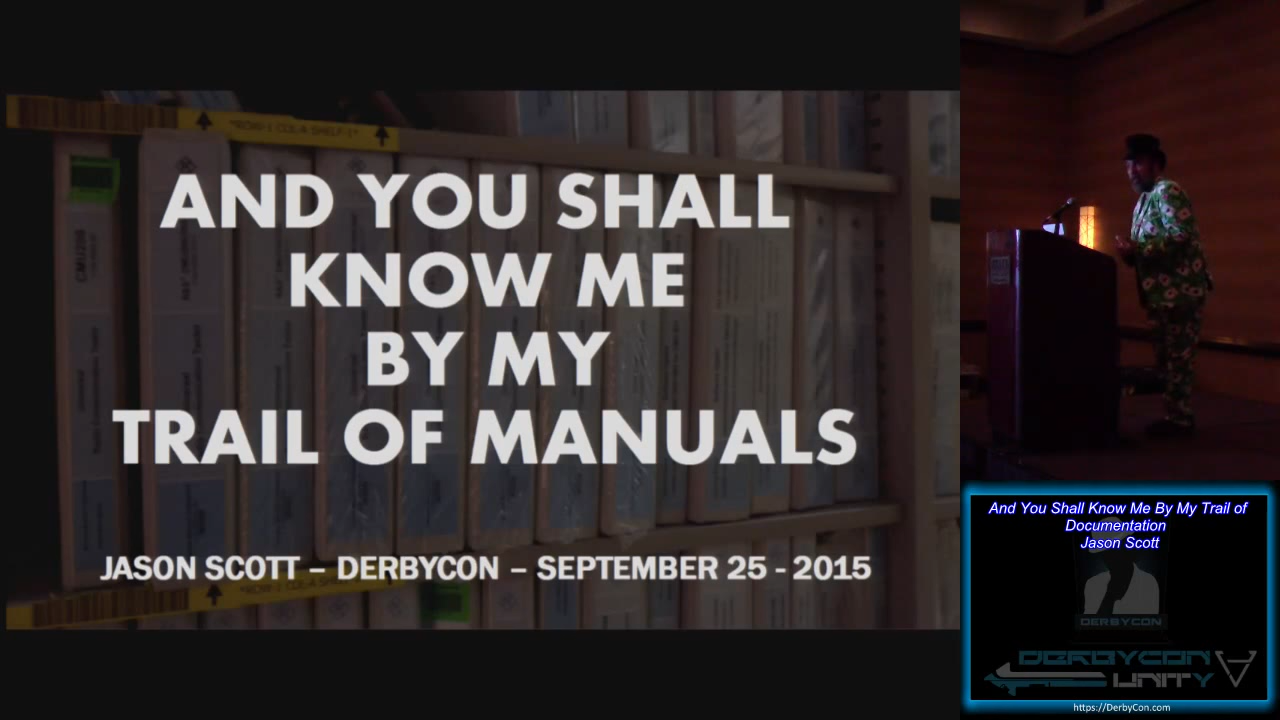 AND YOU SHALL
KNOW ME
BY MY
TRAIL OF MANUALS
JASON SCOTT – DERBYCON – SEPTEMBER 25 - 2015
And You Shall Know Me By My Trail of
Documentation
Jason Scott
DERBYCON
DERBYCON
UNITY
https://DerbyCon.com